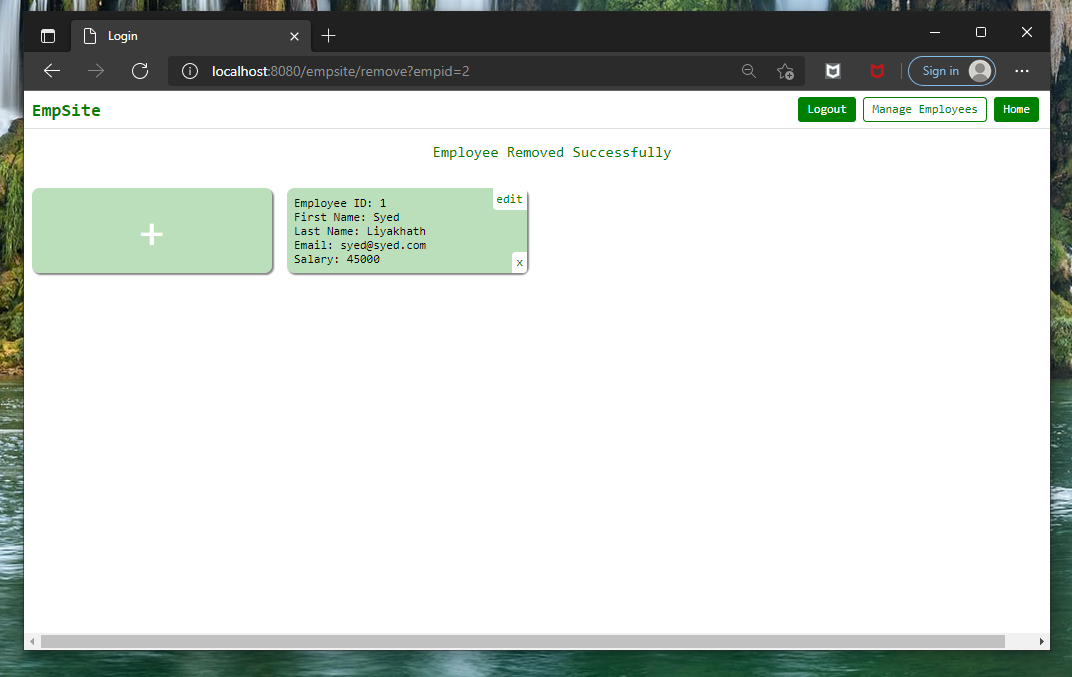 Login
localhost:8080/empsite/remove?empid=2
Sign in
EmpSite
Logout
Manage Employees
Home
Employee Removed Successfully
+
Employee ID: 1
edit
First Name: Syed
Last Name: Liyakhath
Email: syed@syed.com
Salary: 45000
x